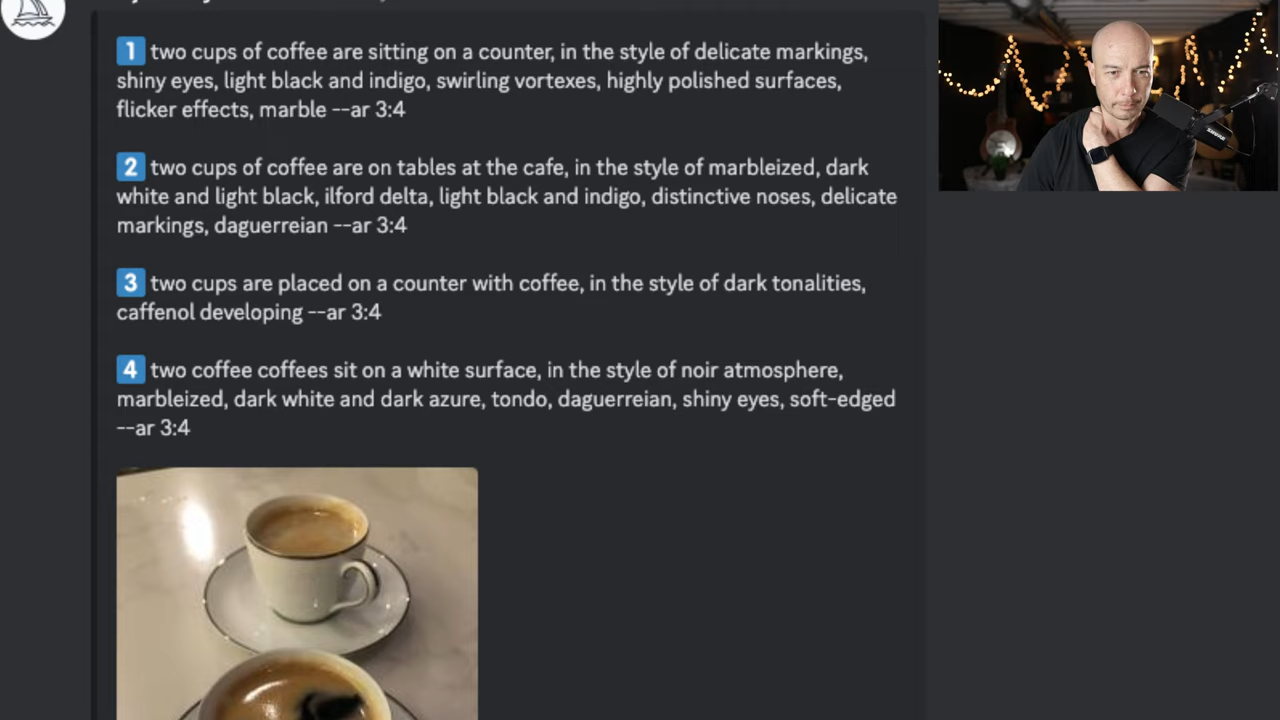 1 two cups of coffee are sitting on a counter, in the style of delicate markings,
shiny eyes, light black and indigo, swirling vortexes, highly polished surfaces,
flicker effects, marble --ar 3:4
2 two cups of coffee are on tables at the cafe, in the style of marbleized, dark
white and light black, ilford delta, light black and indigo, distinctive noses, delicate
markings, daguerreian --ar 3:4
3 two cups are placed on a counter with coffee, in the style of dark tonalities,
caffenol developing --ar 3:4
4 two coffee coffees sit on a white surface, in the style of noir atmosphere,
marbleized, dark white and dark azure, tondo, daguerreian, shiny eyes, soft-edged
--ar 3:4
SHURE